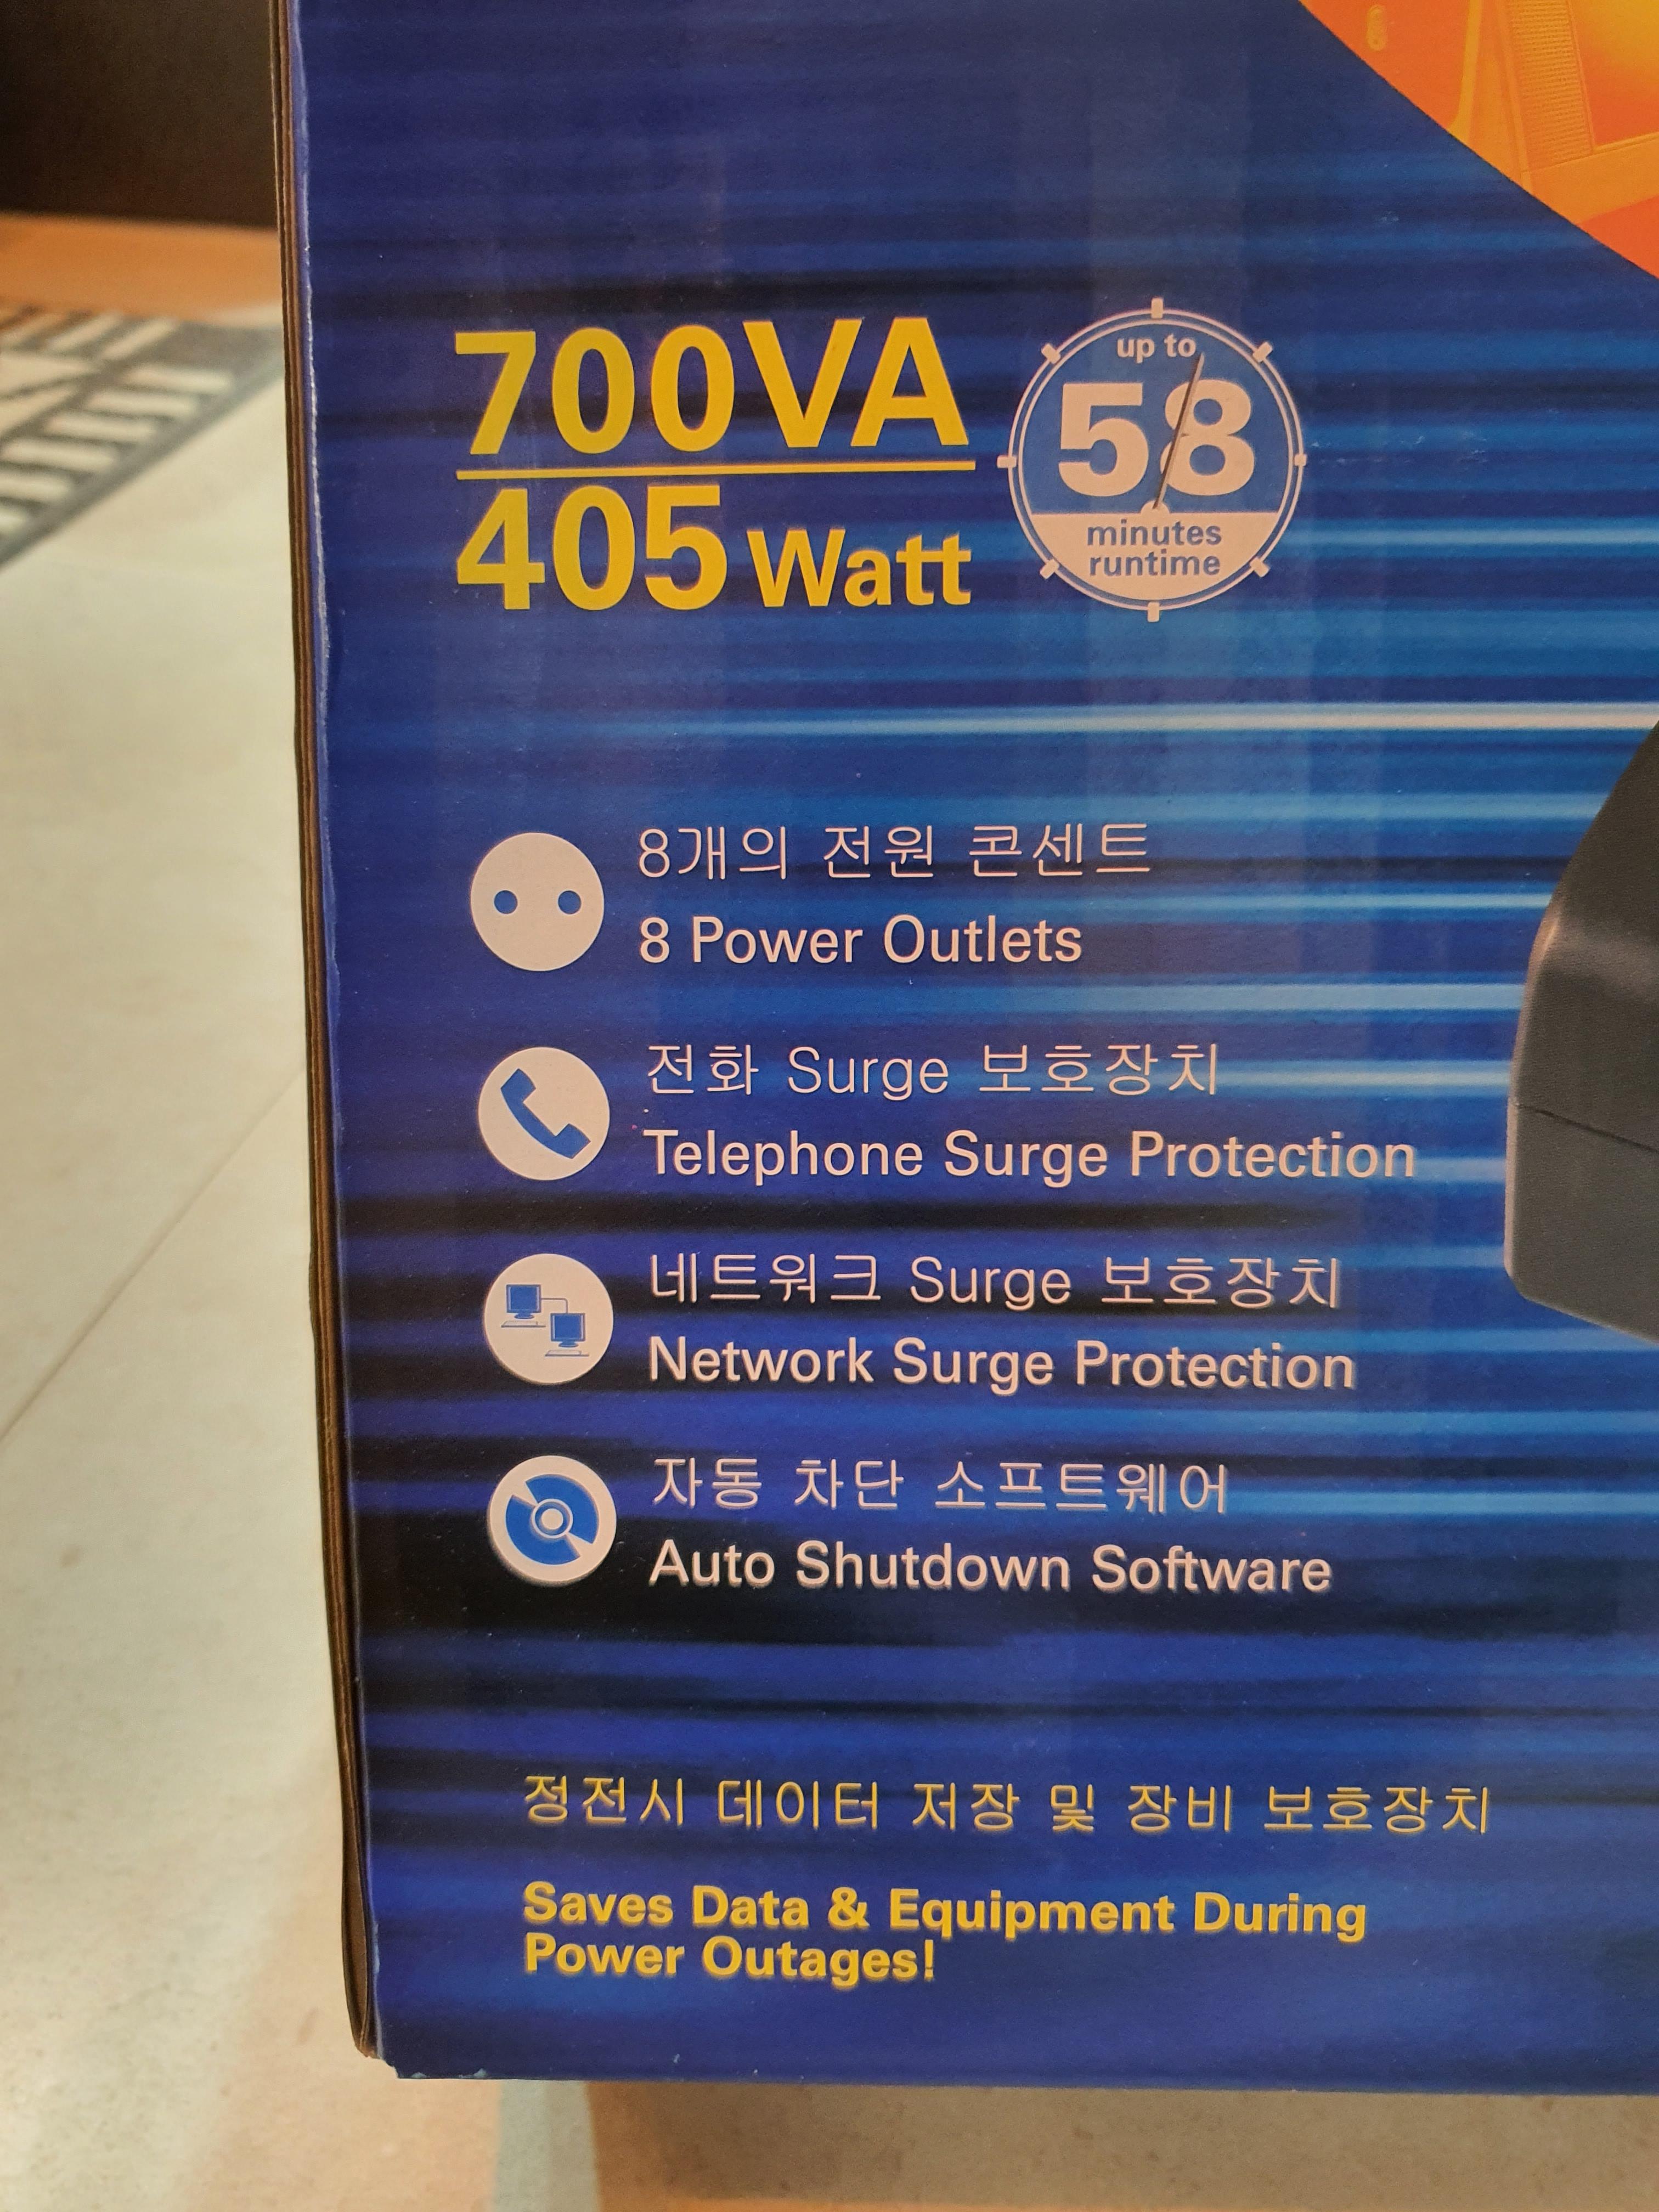 700VA
405 Watt
up to
58
minutes
runtime
8개의 전원 콘센트
8 Power Outlets
전화 Surge 보호장치
Telephone Surge Protection
네트워크 Surge 보호장치
Network Surge Protection
자동 차단 소프트웨어
Auto Shutdown Software
정전시 데이터 저장 및 장비 보호장치
Saves Data & Equipment During
Power Outages!